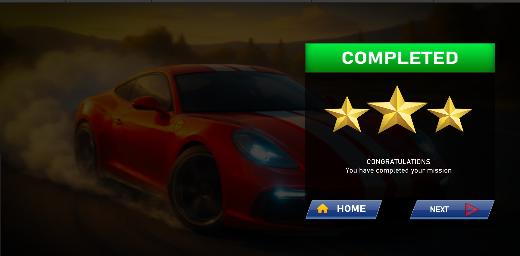 COMPLETED
CONGRATULATIONS
You have completed your mission
HOME
NEXT